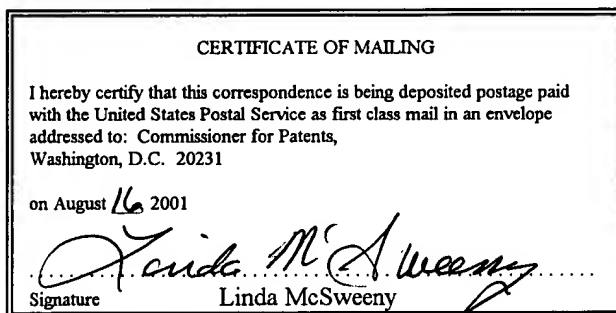 CERTIFICATE OF MAILING
I hereby certify that this correspondence is being deposited postage paid
with the United States Postal Service as first class mail in an envelope
addressed to: Commissioner for Patents,
Washington, D.C. 20231
on August 16 2001
Linda McSweeny
Signature Linda McSweeny